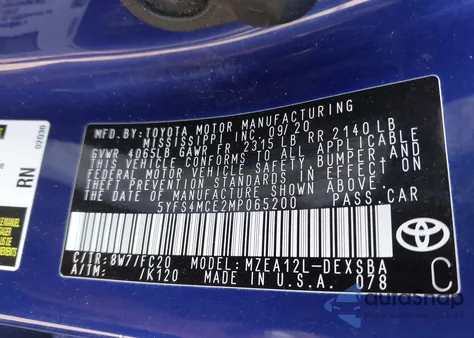 MFD.BY:TOYOTA MOTOR MANUFACTURING
MISSISSIPPI INC 09/20
GVWR 4065LB GAWR FR 2315 LB RR 2140 LB
THIS VEHICLE CONFORMS TO ALL APPLICABLE
FEDERAL MOTOR VEHICLE SAFETY, BUMPER, AND
THEFT PREVENTION STANDARDS IN EFFECT ON
THE DATE OF MANUFACTURE SHOWN ABOVE.
5YFS4MCE2MP065200 PASS.CAR
C/TR:8W7/FC20 MODEL:MZEA12L-DEXSBA
A/TM: /K120 MADE IN U.S.A. 078
TOYOTA
C
02030
RN
autosnap